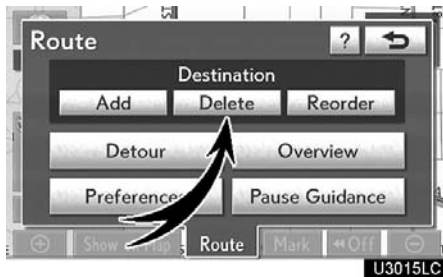 Route ?
Destination
Add Delete Reorder
Detour Overview
Preferences Pause Guidance
Show on Map Route Mark Off
U3015LC